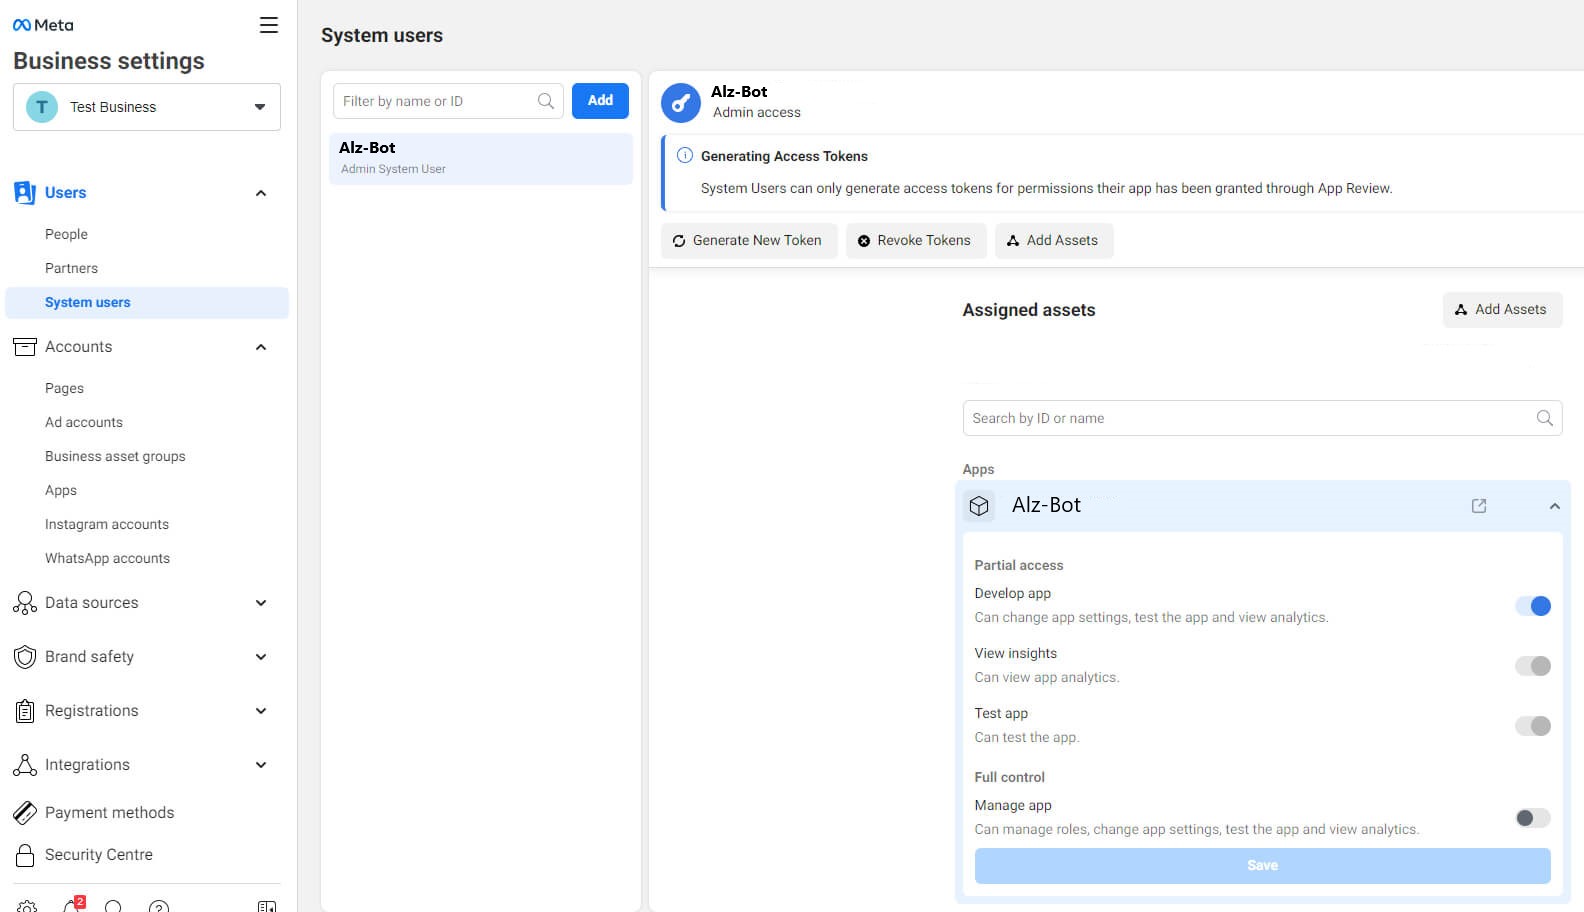 Meta
Business settings
T
Test Business
Users
People
Partners
System users
Accounts
Pages
Ad accounts
Business asset groups
Apps
Instagram accounts
WhatsApp accounts
Data sources
Brand safety
Registrations
Integrations
Payment methods
Security Centre
2
?
System users
Filter by name or ID
Add
Alz-Bot
Admin System User
Alz-Bot
Admin access
Generating Access Tokens
System Users can only generate access tokens for permissions their app has been granted through App Review.
Generate New Token
Revoke Tokens
Add Assets
Assigned assets
Add Assets
Search by ID or name
Apps
Alz-Bot
Partial access
Develop app
Can change app settings, test the app and view analytics.
View insights
Can view app analytics.
Test app
Can test the app.
Full control
Manage app
Can manage roles, change app settings, test the app and view analytics.
Save